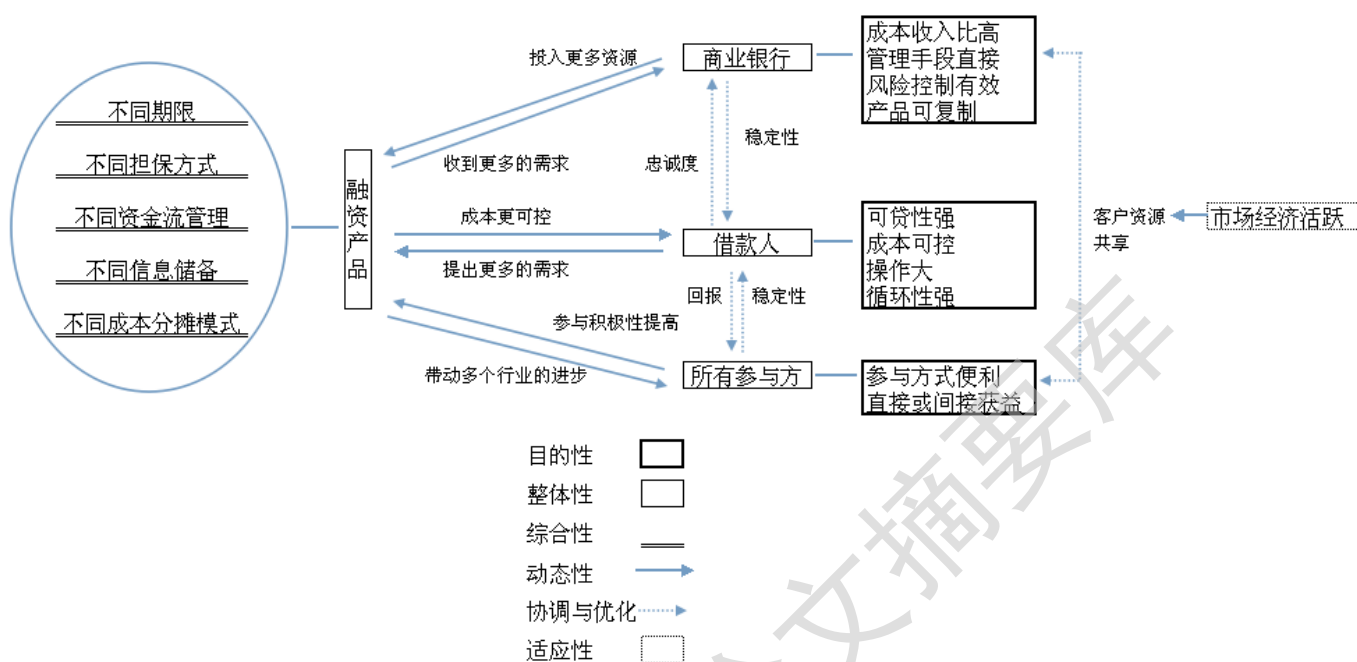 不同期限
不同担保方式
不同资金流管理
不同信息储备
不同成本分摊模式
融资产品
投入更多资源
收到更多的需求
成本更可控
提出更多的需求
参与积极性提高
带动多个行业的进步
商业银行
忠诚度
稳定性
借款人
回报
稳定性
所有参与方
成本收入比高
管理手段直接
风险控制有效
产品可复制
可贷性强
成本可控
操作大
循环性强
参与方式便利
直接或间接获益
客户资源
共享
市场经济活跃
目的性
整体性
综合性
动态性
协调与优化
适应性
文摘要库